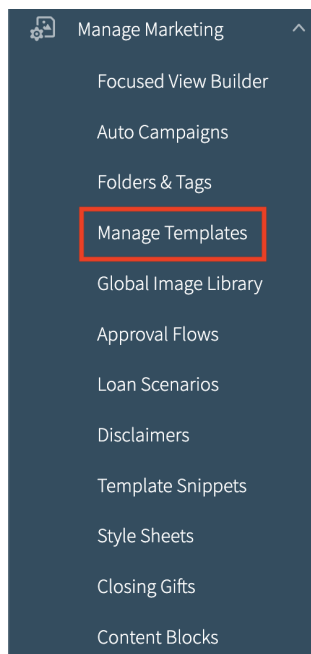 Manage Marketing
Focused View Builder
Auto Campaigns
Folders & Tags
Manage Templates
Global Image Library
Approval Flows
Loan Scenarios
Disclaimers
Template Snippets
Style Sheets
Closing Gifts
Content Blocks